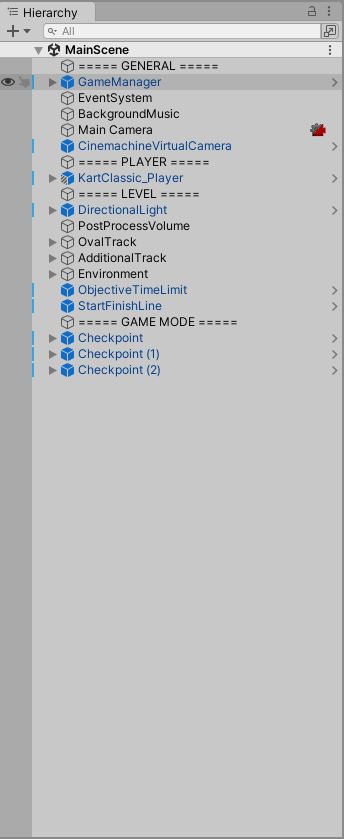 Hierarchy
All
MainScene
===== GENERAL =====
GameManager
EventSystem
BackgroundMusic
Main Camera
CinemachineVirtualCamera
===== PLAYER =====
KartClassic_Player
===== LEVEL =====
DirectionalLight
PostProcessVolume
OvalTrack
AdditionalTrack
Environment
ObjectiveTimeLimit
StartFinishLine
===== GAME MODE =====
Checkpoint
Checkpoint (1)
Checkpoint (2)